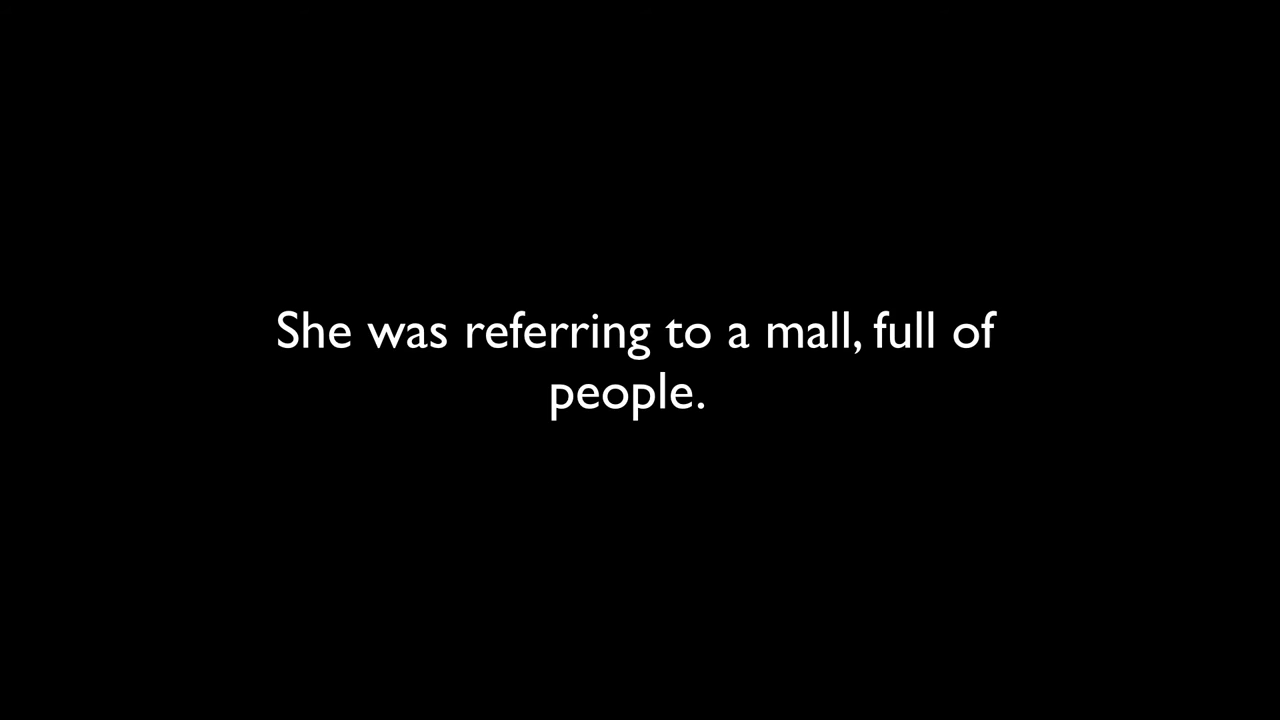 She was referring to a mall, full of
people.